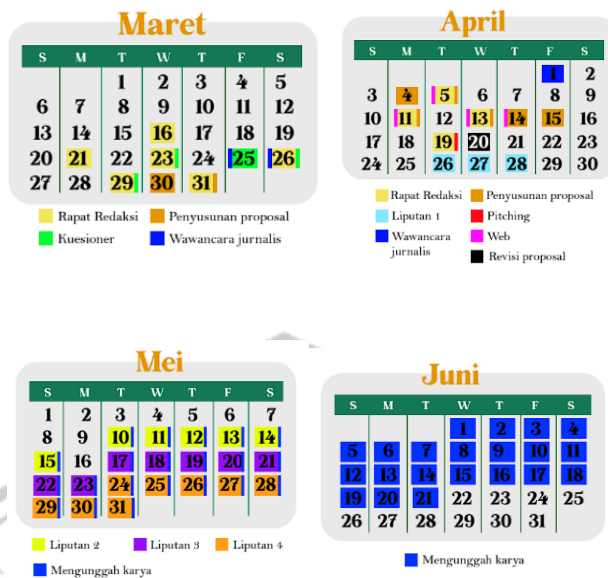 Maret
S M T W T F S
1 2 3 4 5
6 7 8 9 10 11 12
13 14 15 16 17 18 19
20 21 22 23 24 25 26
27 28 29 30 31
Rapat Redaksi Penyusunan proposal
Kuesioner Wawancara jurnalis
April
S M T W T F S
1 2
3 4 5 6 7 8 9
10 11 12 13 14 15 16
17 18 19 20 21 22 23
24 25 26 27 28 29 30
Rapat Redaksi Penyusunan proposal
Liputan 1 Pitching
Wawancara Web
jurnalis
Revisi proposal
Mei
S M T W T F S
1 2 3 4 5 6 7
8 9 10 11 12 13 14
15 16 17 18 19 20 21
22 23 24 25 26 27 28
29 30 31
Liputan 2 Liputan 3 Liputan 4
Mengunggah karya
Juni
S M T W T F S
1 2 3 4
5 6 7 8 9 10 11
12 13 14 15 16 17 18
19 20 21 22 23 24 25
26 27 28 29 30 31
Mengunggah karya